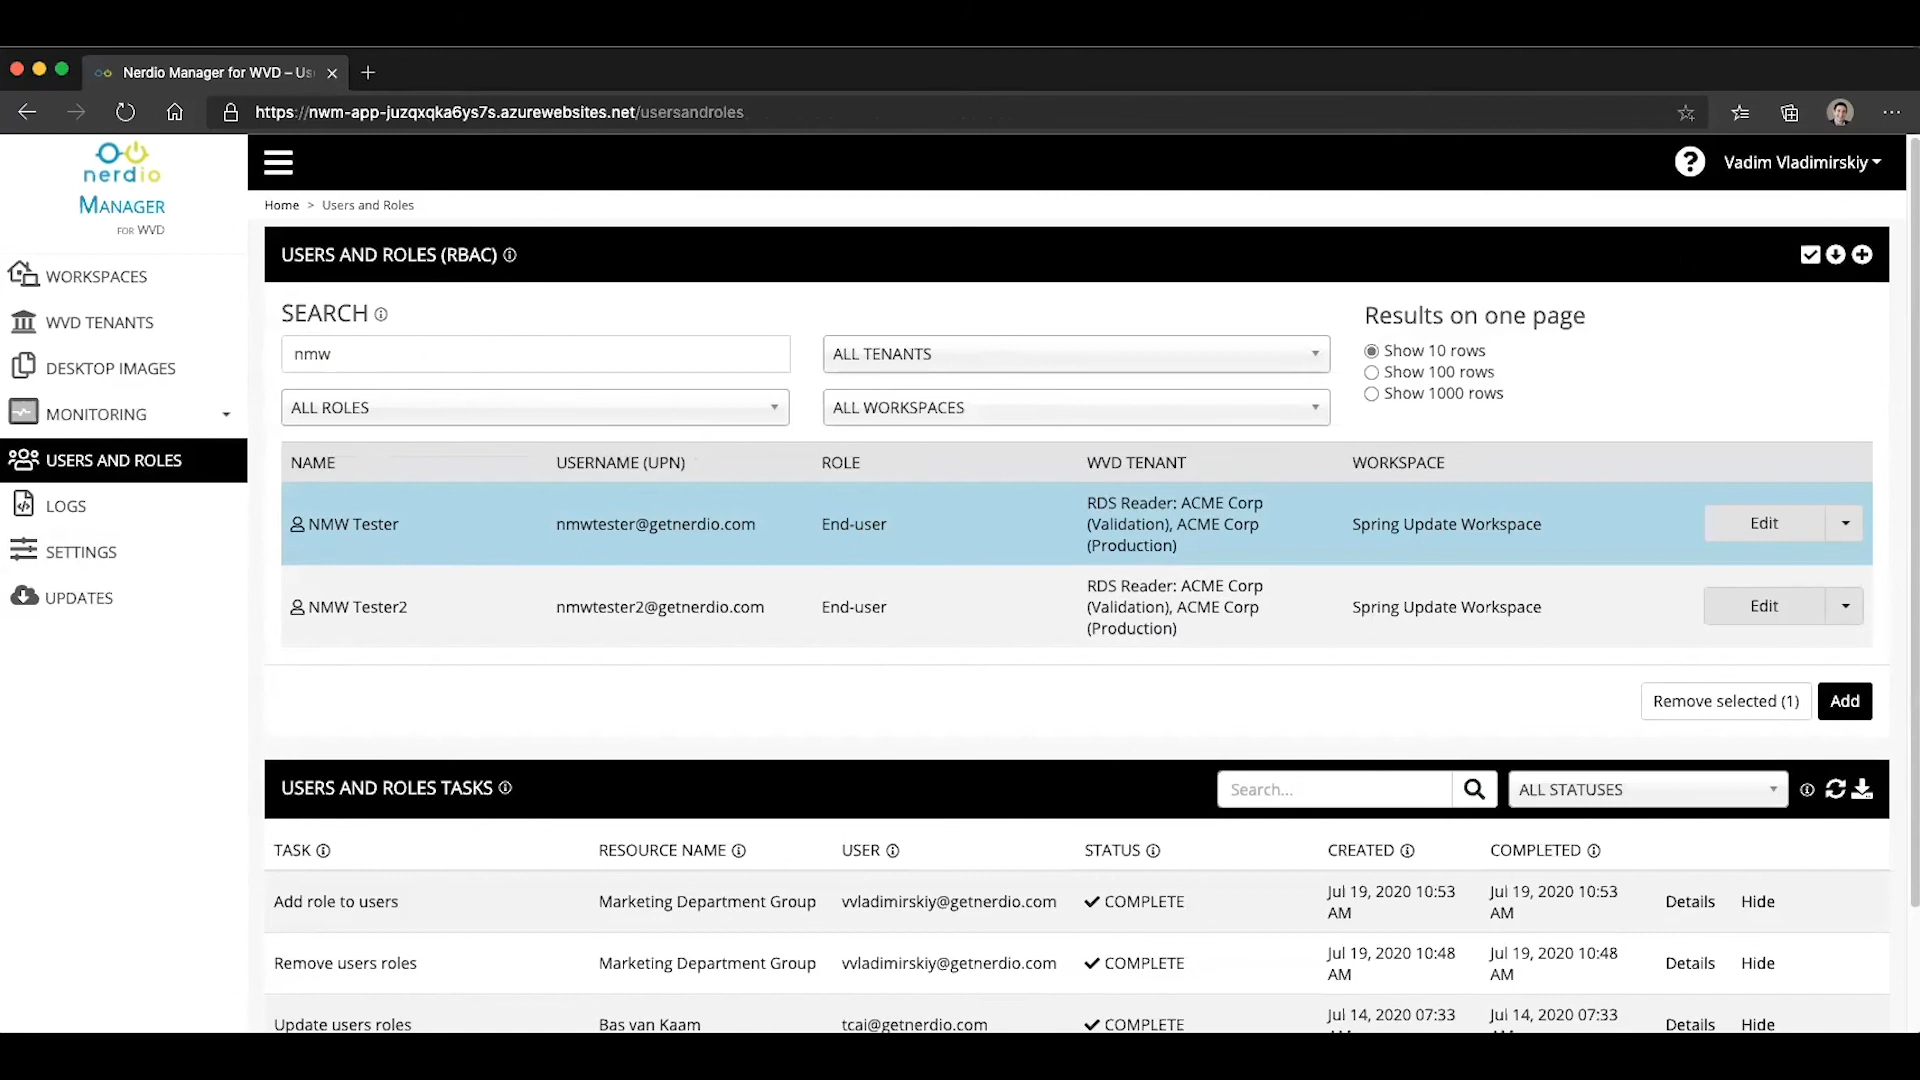 Nerdio Manager for WVD – Us
https://nwm-app-juzqxqka6ys7s.azurewebsites.net/usersandroles
nerdio
MANAGER
FOR WVD
Vadim Vladimirskiy
Home > Users and Roles
WORKSPACES
WVD TENANTS
DESKTOP IMAGES
MONITORING
USERS AND ROLES
LOGS
SETTINGS
UPDATES
USERS AND ROLES (RBAC)
SEARCH
nmw
ALL TENANTS
ALL ROLES
ALL WORKSPACES
Results on one page
Show 10 rows
Show 100 rows
Show 1000 rows
NAME USERNAME (UPN) ROLE WVD TENANT WORKSPACE
NMW Tester nmwtester@getnerdio.com End-user RDS Reader: ACME Corp
(Validation), ACME Corp
(Production)
Spring Update Workspace Edit
NMW Tester2 nmwtester2@getnerdio.com End-user RDS Reader: ACME Corp
(Validation), ACME Corp
(Production)
Spring Update Workspace Edit
Remove selected (1) Add
USERS AND ROLES TASKS Search... ALL STATUSES
TASK RESOURCE NAME USER STATUS CREATED COMPLETED
Add role to users Marketing Department Group vvladimirskiy@getnerdio.com COMPLETE Jul 19, 2020 10:53 AM Jul 19, 2020 10:53 AM Details Hide
Remove users roles Marketing Department Group vvladimirskiy@getnerdio.com COMPLETE Jul 19, 2020 10:48 AM Jul 19, 2020 10:48 AM Details Hide
Update users roles Bas van Kaam tcai@getnerdio.com COMPLETE Jul 14, 2020 07:33 Jul 14, 2020 07:33 Details Hide